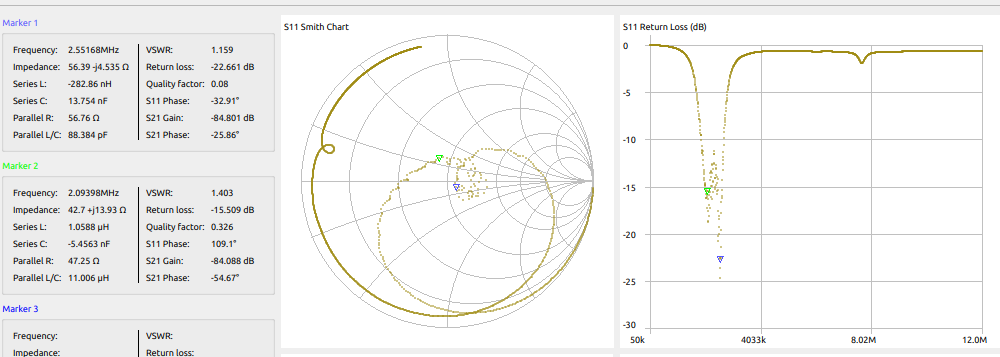 Marker 1
Frequency: 2.55168MHz VSWR: 1.159
Impedance: 56.39 -j4.535 Ω Return loss: -22.661 dB
Series L: -282.86 nH Quality factor: 0.08
Series C: 13.754 nF S11 Phase: -32.91°
Parallel R: 56.76 Ω S21 Gain: -84.801 dB
Parallel L/C: 88.384 pF S21 Phase: -25.86°
Marker 2
Frequency: 2.09398MHz VSWR: 1.403
Impedance: 42.7 +j13.93 Ω Return loss: -15.509 dB
Series L: 1.0588 μH Quality factor: 0.326
Series C: -5.4563 nF S11 Phase: 109.1°
Parallel R: 47.25 Ω S21 Gain: -84.088 dB
Parallel L/C: 11.006 μH S21 Phase: -54.67°
Marker 3
Frequency: VSWR:
Impedance: Return loss:
S11 Smith Chart
S11 Return Loss (dB)
0
-5
-10
-15
-20
-25
-30
50k 4033k 8.02M 12.0M